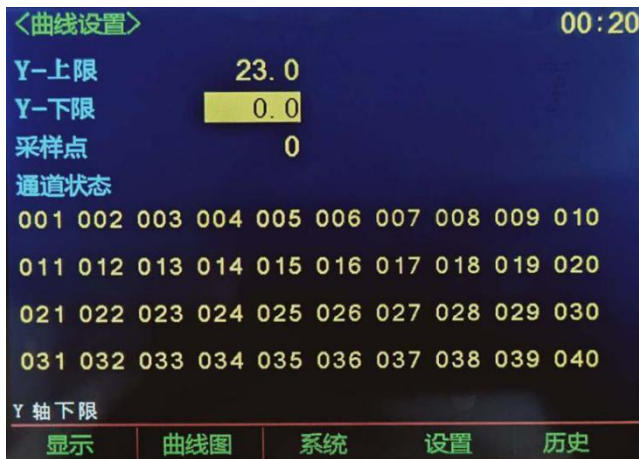 <曲线设置> 00:20
Y-上限 23.0
Y-下限 0.0
采样点 0
通道状态
001 002 003 004 005 006 007 008 009 010
011 012 013 014 015 016 017 018 019 020
021 022 023 024 025 026 027 028 029 030
031 032 033 034 035 036 037 038 039 040
Y 轴下限
显示 曲线图 系统 设置 历史